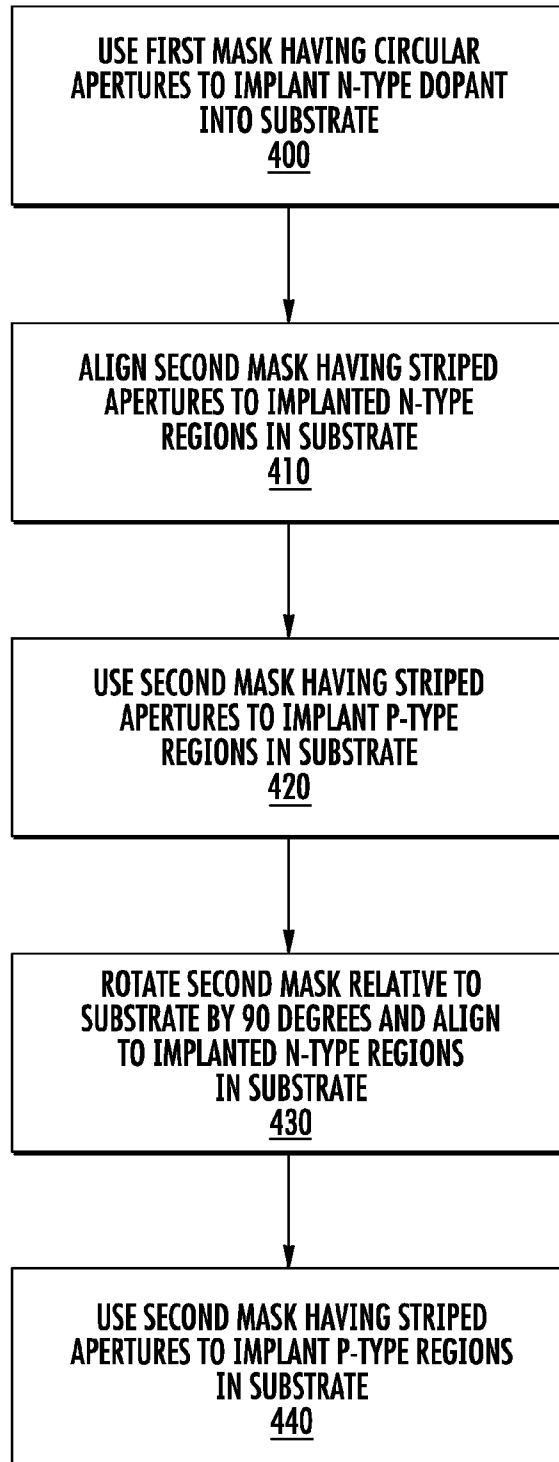 USE FIRST MASK HAVING CIRCULAR
APERTURES TO IMPLANT N-TYPE DOPANT
INTO SUBSTRATE
400
ALIGN SECOND MASK HAVING STRIPED
APERTURES TO IMPLANTED N-TYPE
REGIONS IN SUBSTRATE
410
USE SECOND MASK HAVING STRIPED
APERTURES TO IMPLANT P-TYPE
REGIONS IN SUBSTRATE
420
ROTATE SECOND MASK RELATIVE TO
SUBSTRATE BY 90 DEGREES AND ALIGN
TO IMPLANTED N-TYPE REGIONS
IN SUBSTRATE
430
USE SECOND MASK HAVING STRIPED
APERTURES TO IMPLANT P-TYPE REGIONS
IN SUBSTRATE
440